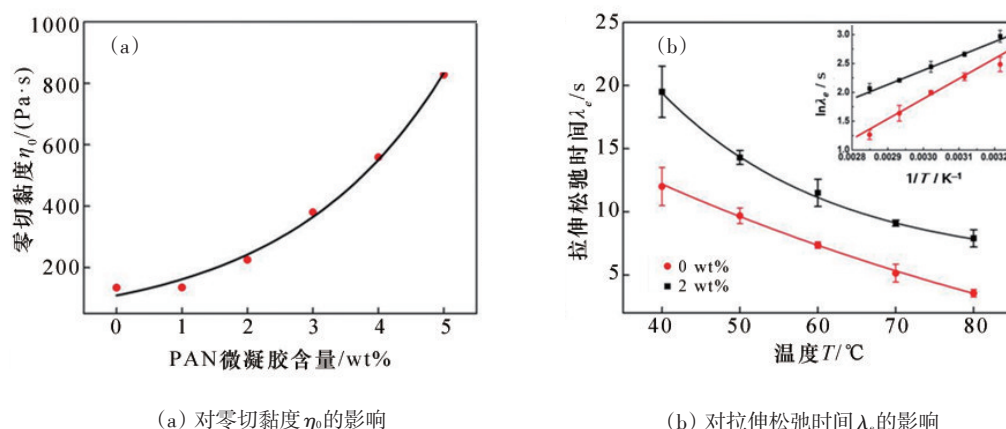 (a)
1000
800
600
400
200
零切黏度η₀/(Pa·s)
0 1 2 3 4 5
PAN微凝胶含量/wt%
(a) 对零切黏度η₀的影响
(b)
25
20
15
10
5
拉伸松弛时间λₑ/s
0 wt%
2 wt%
40 50 60 70 80
温度T/℃
3.0
2.5
2.0
1.5
1.0
lnλₑ/s
0.0028 0.0029 0.0030 0.0031 0.0032
1/T/K⁻¹
(b) 对拉伸松弛时间λₑ的影响